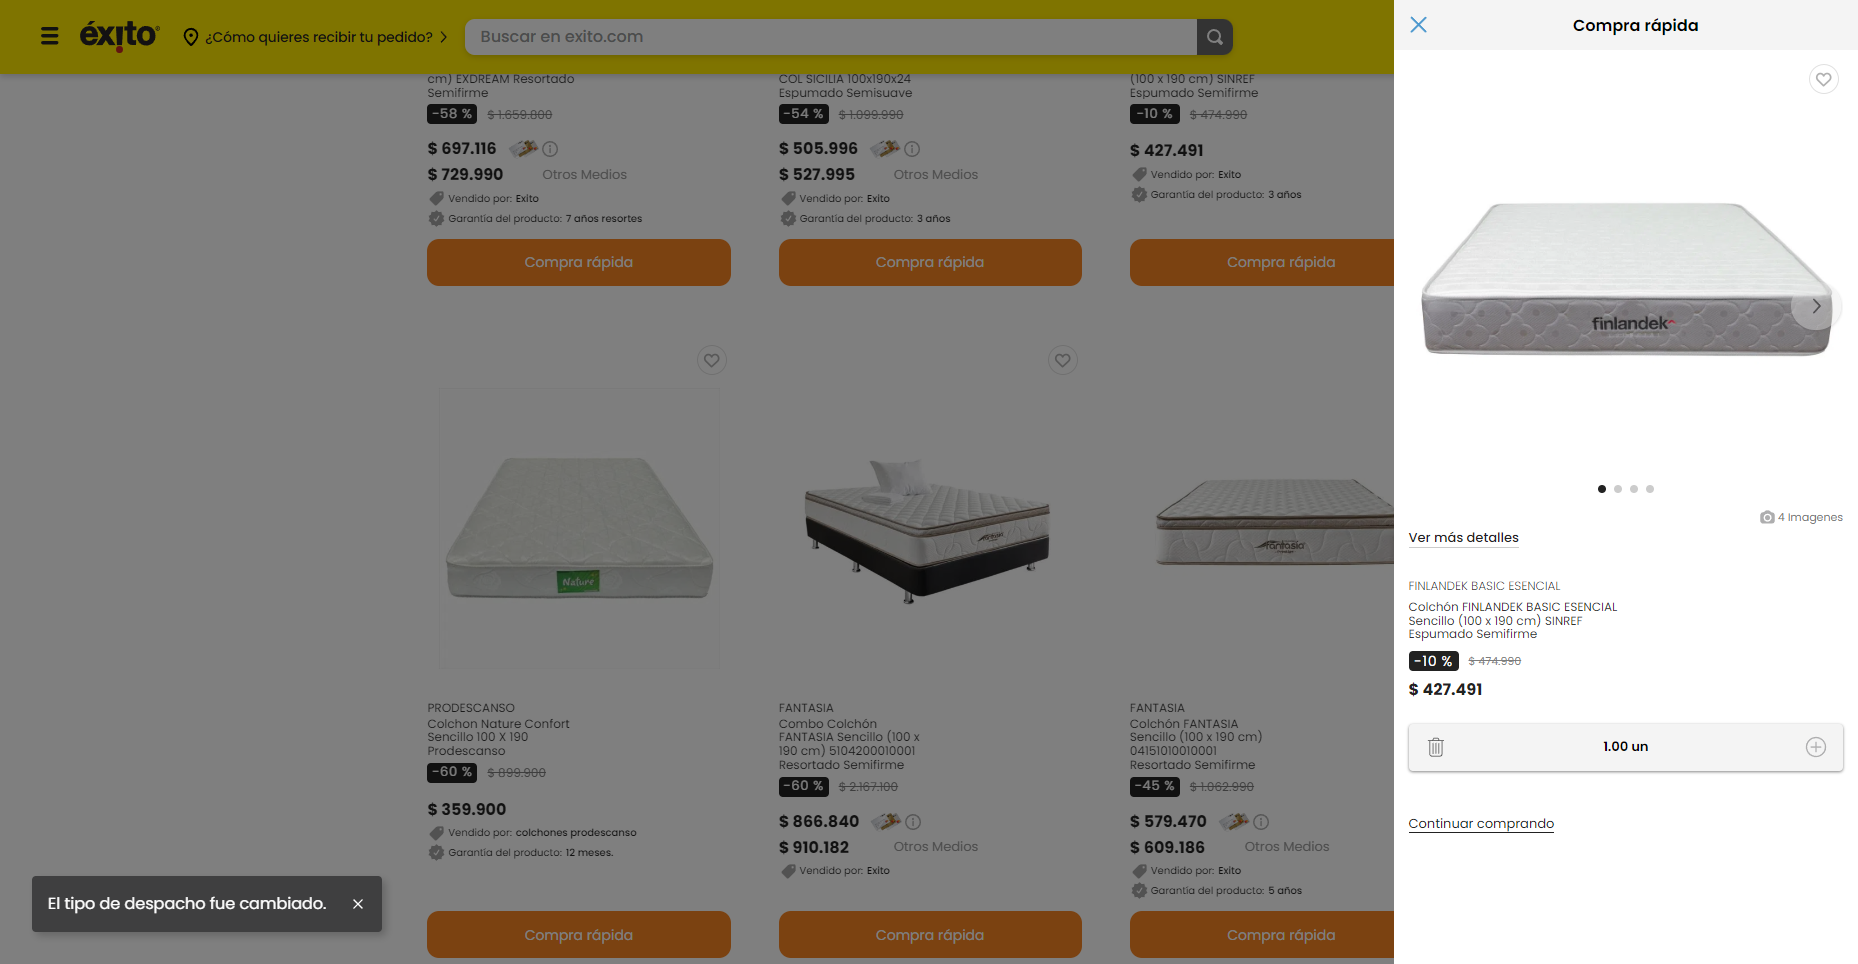 éxito
¿Cómo quieres recibir tu pedido?
Buscar en exito.com
cm) EXDREAM Resortado
Semifirme
-58 % $ 1.659.800
$ 697.116
$ 729.990 Otros Medios
Vendido por: Exito
Garantía del producto: 7 años resortes
Compra rápida
COL SICILIA 100x190x24
Espumado Semisuave
-54 % $ 1.099.990
$ 505.996
$ 527.995 Otros Medios
Vendido por: Exito
Garantía del producto: 3 años
Compra rápida
(100 x 190 cm) SINREF
Espumado Semifirme
-10 % $ 474.990
$ 427.491
Vendido por: Exito
Garantía del producto: 3 años
Compra rápida
Nature
PRODESCANSO
Colchon Nature Confort
Sencillo 100 X 190
Prodescanso
-60 % $ 899.900
$ 359.900
Vendido por: colchones prodescanso
Garantía del producto: 12 meses.
Compra rápida
fantasia
FANTASIA
Combo Colchón
FANTASIA Sencillo (100 x
190 cm) 5104200010001
Resortado Semifirme
-60 % $ 2.167.100
$ 866.840
$ 910.182 Otros Medios
Vendido por: Exito
Compra rápida
fantasia
FANTASIA
Colchón FANTASIA
Sencillo (100 x 190 cm)
04151010010001
Resortado Semifirme
-45 % $ 1.062.990
$ 579.470
$ 609.186 Otros Medios
Vendido por: Exito
Garantía del producto: 5 años
Compra rápida
El tipo de despacho fue cambiado.
Compra rápida
finlandek
4 Imagenes
Ver más detalles
FINLANDEK BASIC ESENCIAL
Colchón FINLANDEK BASIC ESENCIAL
Sencillo (100 x 190 cm) SINREF
Espumado Semifirme
-10 % $ 474.990
$ 427.491
1.00 un
Continuar comprando